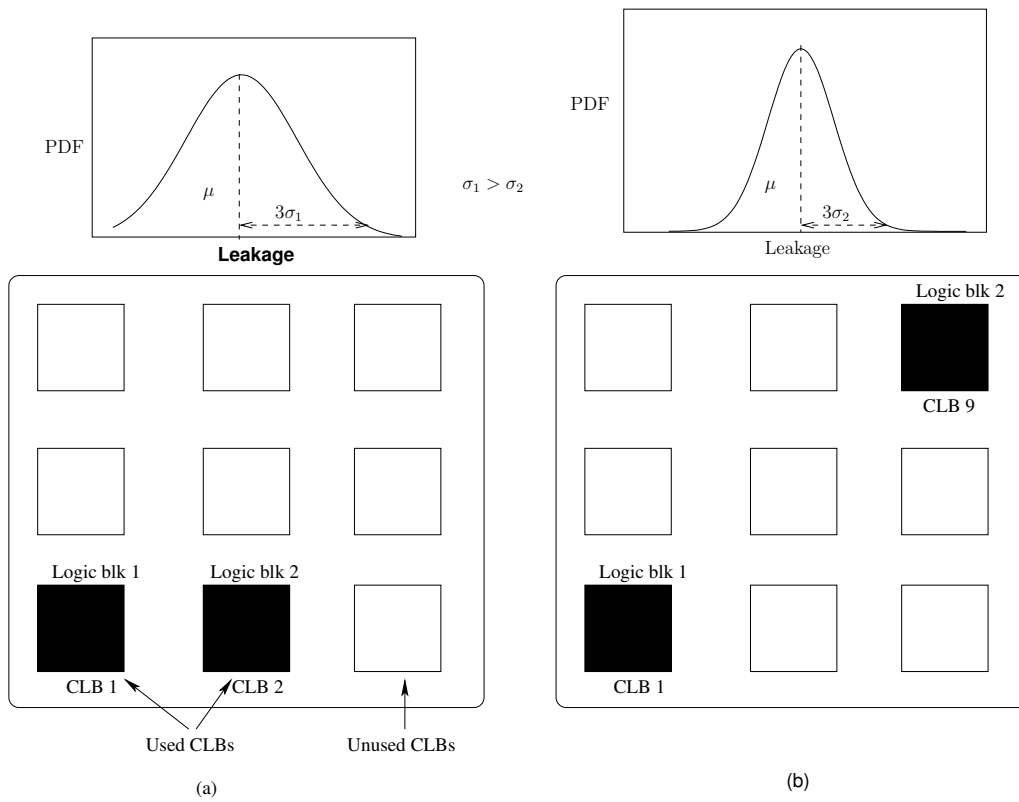 PDF
μ
3σ₁
Leakage
σ₁ > σ₂
PDF
μ
3σ₂
Leakage
Logic blk 1
Logic blk 2
CLB 1
CLB 2
Used CLBs
Unused CLBs
(a)
Logic blk 2
CLB 9
Logic blk 1
CLB 1
(b)